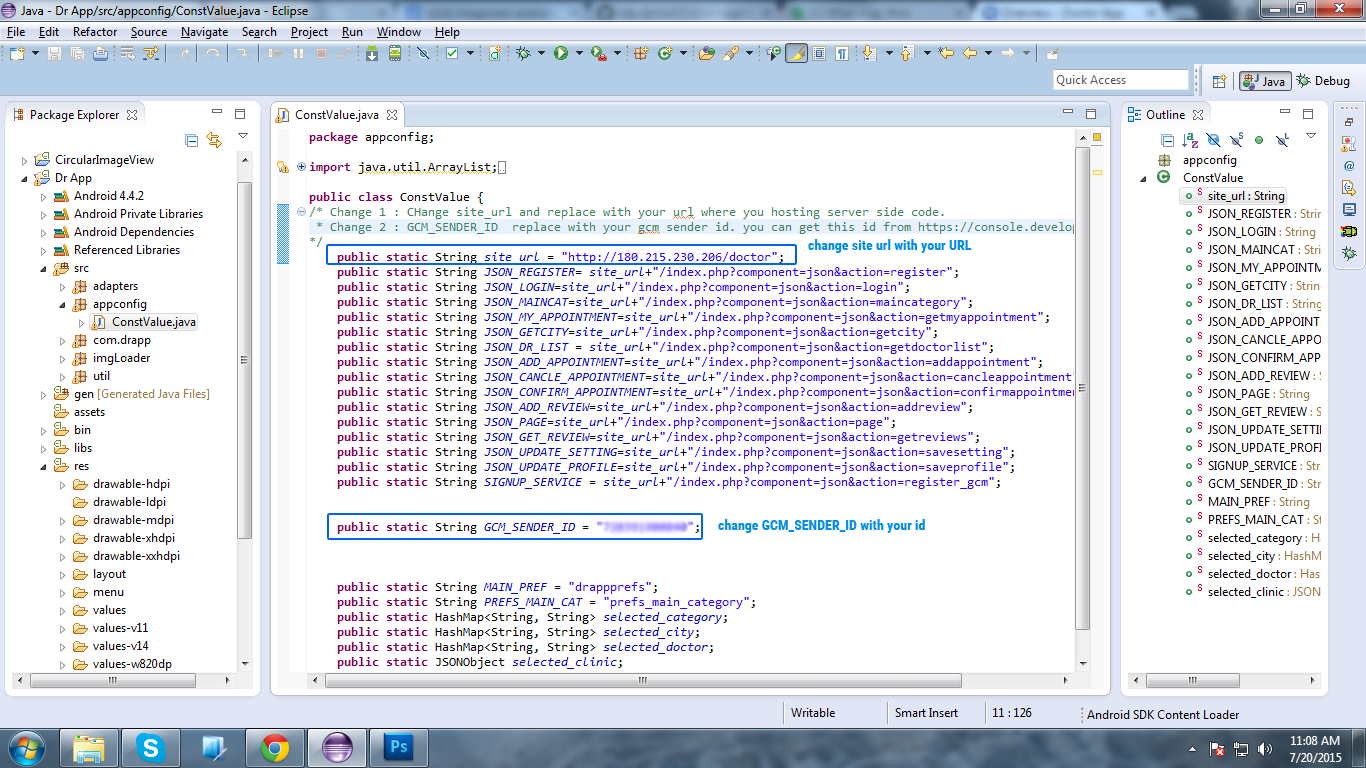 Java - Dr App/src/appconfig/ConstValue.java - Eclipse
File Edit Refactor Source Navigate Search Project Run Window Help
Quick Access
Java
Debug
Package Explorer
CircularImageView
Dr App
Android 4.4.2
Android Private Libraries
Android Dependencies
Referenced Libraries
src
adapters
appconfig
ConstValue.java
com.drapp
imgLoader
util
gen [Generated Java Files]
assets
bin
libs
res
drawable-hdpi
drawable-ldpi
drawable-mdpi
drawable-xhdpi
drawable-xxhdpi
layout
menu
values
values-v11
values-v14
values-w820dp
ConstValue.java
package appconfig;
import java.util.ArrayList;
public class ConstValue {
/* Change 1 : CHange site_url and replace with your url where you hosting server side code.
* Change 2 : GCM_SENDER_ID  replace with your gcm sender id. you can get this id from https://console.develop
*/
change site url with your URL
public static String site_url = "http://180.215.230.206/doctor";
public static String JSON_REGISTER= site_url+"/index.php?component=json&action=register";
public static String JSON_LOGIN=site_url+"/index.php?component=json&action=login";
public static String JSON_MAINCAT=site_url+"/index.php?component=json&action=maincategory";
public static String JSON_MY_APPOINTMENT=site_url+"/index.php?component=json&action=getmyappointment";
public static String JSON_GETCITY=site_url+"/index.php?component=json&action=getcity";
public static String JSON_DR_LIST = site_url+"/index.php?component=json&action=getdoctorlist";
public static String JSON_ADD_APPOINTMENT=site_url+"/index.php?component=json&action=addappointment";
public static String JSON_CANCLE_APPOINTMENT=site_url+"/index.php?component=json&action=cancleappointment"
public static String JSON_CONFIRM_APPOINTMENT=site_url+"/index.php?component=json&action=confirmappointmen
public static String JSON_ADD_REVIEW=site_url+"/index.php?component=json&action=addreview";
public static String JSON_PAGE=site_url+"/index.php?component=json&action=page";
public static String JSON_GET_REVIEW=site_url+"/index.php?component=json&action=getreviews";
public static String JSON_UPDATE_SETTING=site_url+"/index.php?component=json&action=savesetting";
public static String JSON_UPDATE_PROFILE=site_url+"/index.php?component=json&action=saveprofile";
public static String SIGNUP_SERVICE = site_url+"/index.php?component=json&action=register_gcm";
public static String GCM_SENDER_ID = "";
change GCM_SENDER_ID with your id
public static String MAIN_PREF = "drappprefs";
public static String PREFS_MAIN_CAT = "prefs_main_category";
public static HashMap<String, String> selected_category;
public static HashMap<String, String> selected_city;
public static HashMap<String, String> selected_doctor;
public static JSONObject selected_clinic;
Outline
appconfig
ConstValue
site_url : String
JSON_REGISTER : Strin
JSON_LOGIN : String
JSON_MAINCAT : Stri
JSON_MY_APPOINTM
JSON_GETCITY : String
JSON_DR_LIST : String
JSON_ADD_APPOINT
JSON_CANCLE_APPOI
JSON_CONFIRM_APP
JSON_ADD_REVIEW : S
JSON_PAGE : String
JSON_GET_REVIEW : S
JSON_UPDATE_SETTI
JSON_UPDATE_PROFI
SIGNUP_SERVICE : Str
GCM_SENDER_ID : Str
MAIN_PREF : String
PREFS_MAIN_CAT : St
selected_category : H
selected_city : HashM
selected_doctor : Has
selected_clinic : JSON
Writable
Smart Insert
11 : 126
Android SDK Content Loader
11:08 AM
7/20/2015